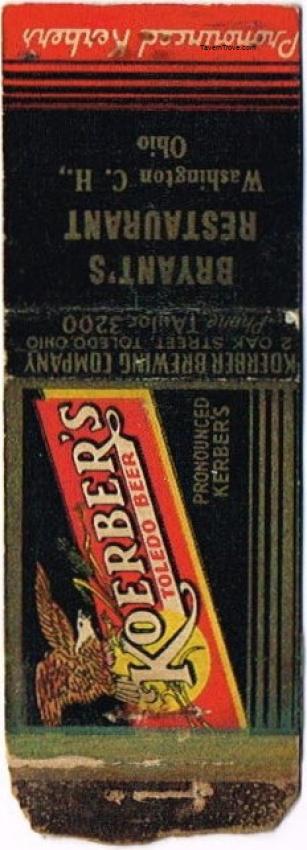 Pronounced Kerbers
TavernTrove.com
BRYANT'S
RESTAURANT
Washington C. H.,
Ohio
KOERBER BREWING COMPANY
2 OAK STREET, TOLEDO, OHIO
Phone TAylor 3200
KOERBER'S
TOLEDO BEER
PRONOUNCED
KERBER'S